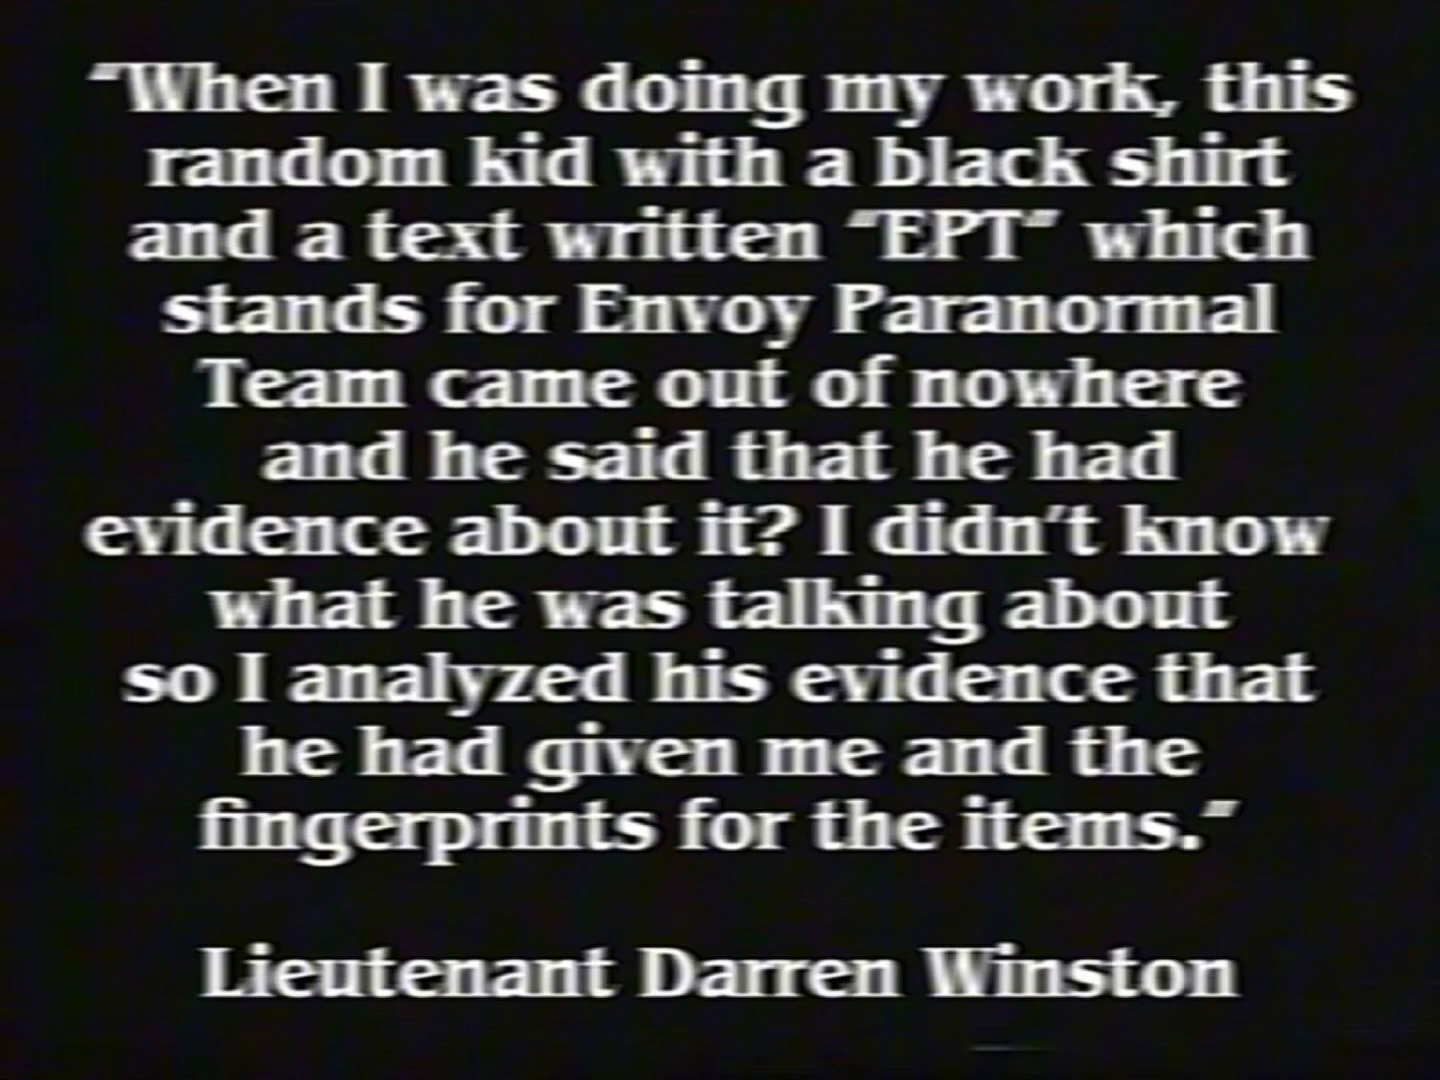 "When I was doing my work, this
random kid with a black shirt
and a text written "EPT" which
stands for Envoy Paranormal
Team came out of nowhere
and he said that he had
evidence about it? I didn't know
what he was talking about
so I analyzed his evidence that
he had given me and the
fingerprints for the items."
Lieutenant Darren Winston